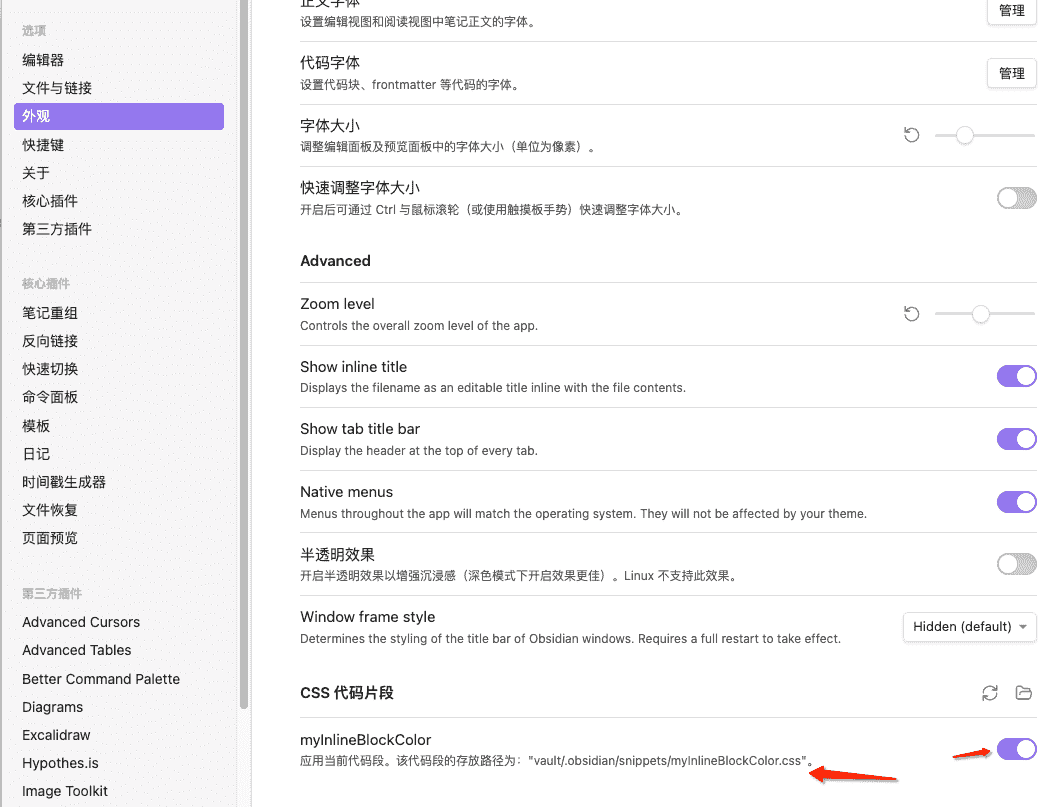 选项
编辑器
文件与链接
外观
快捷键
关于
核心插件
第三方插件
核心插件
笔记重组
反向链接
快速切换
命令面板
模板
日记
时间戳生成器
文件恢复
页面预览
第三方插件
Advanced Cursors
Advanced Tables
Better Command Palette
Diagrams
Excalidraw
Hypothes.is
Image Toolkit
正文字体
设置编辑视图和阅读视图中笔记正文的字体。
管理
代码字体
设置代码块、frontmatter 等代码的字体。
管理
字体大小
调整编辑面板及预览面板中的字体大小（单位为像素）。
快速调整字体大小
开启后可通过 Ctrl 与鼠标滚轮（或使用触摸板手势）快速调整字体大小。
Advanced
Zoom level
Controls the overall zoom level of the app.
Show inline title
Displays the filename as an editable title inline with the file contents.
Show tab title bar
Display the header at the top of every tab.
Native menus
Menus throughout the app will match the operating system. They will not be affected by your theme.
半透明效果
开启半透明效果以增强沉浸感（深色模式下开启效果更佳）。Linux 不支持此效果。
Window frame style
Determines the styling of the title bar of Obsidian windows. Requires a full restart to take effect.
Hidden (default)
CSS 代码片段
myInlineBlockColor
应用当前代码段。该代码段的存放路径为："vault/.obsidian/snippets/myInlineBlockColor.css"。